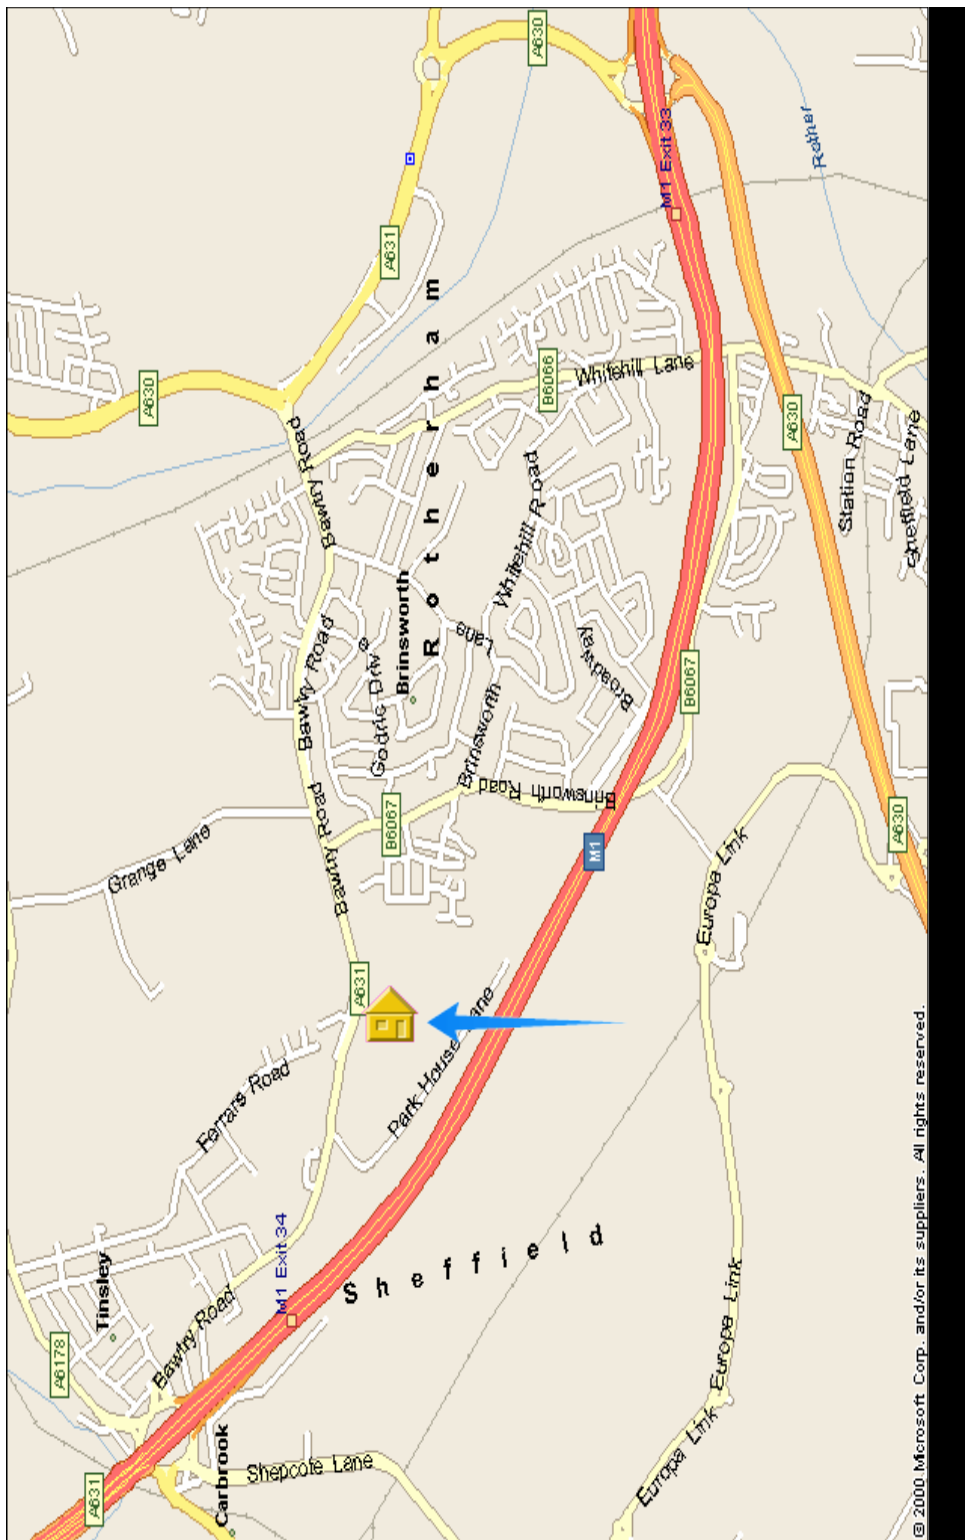 A630
M1 Exit 33
Rother
A631
A630
Rotherham
Whitehill Lane
B6066
A630
Station Road
Sheffield Lane
Bawtry Road
Whitehill Road
Brinsworth
Lane
Broadway
Bawtry Road
Godric Drive
B6067
Brinsworth
Brinsworth Road
B6067
Bawtry Road
Grange Lane
M1
Europa Link
A630
A631
Park House Lane
Ferrars Road
M1 Exit 34
Sheffield
Tinsley
Bawtry Road
A6178
Europa Link
Europa Link
Carbrook
Shepcote Lane
A631
© 2000 Microsoft Corp. and/or its suppliers. All rights reserved.